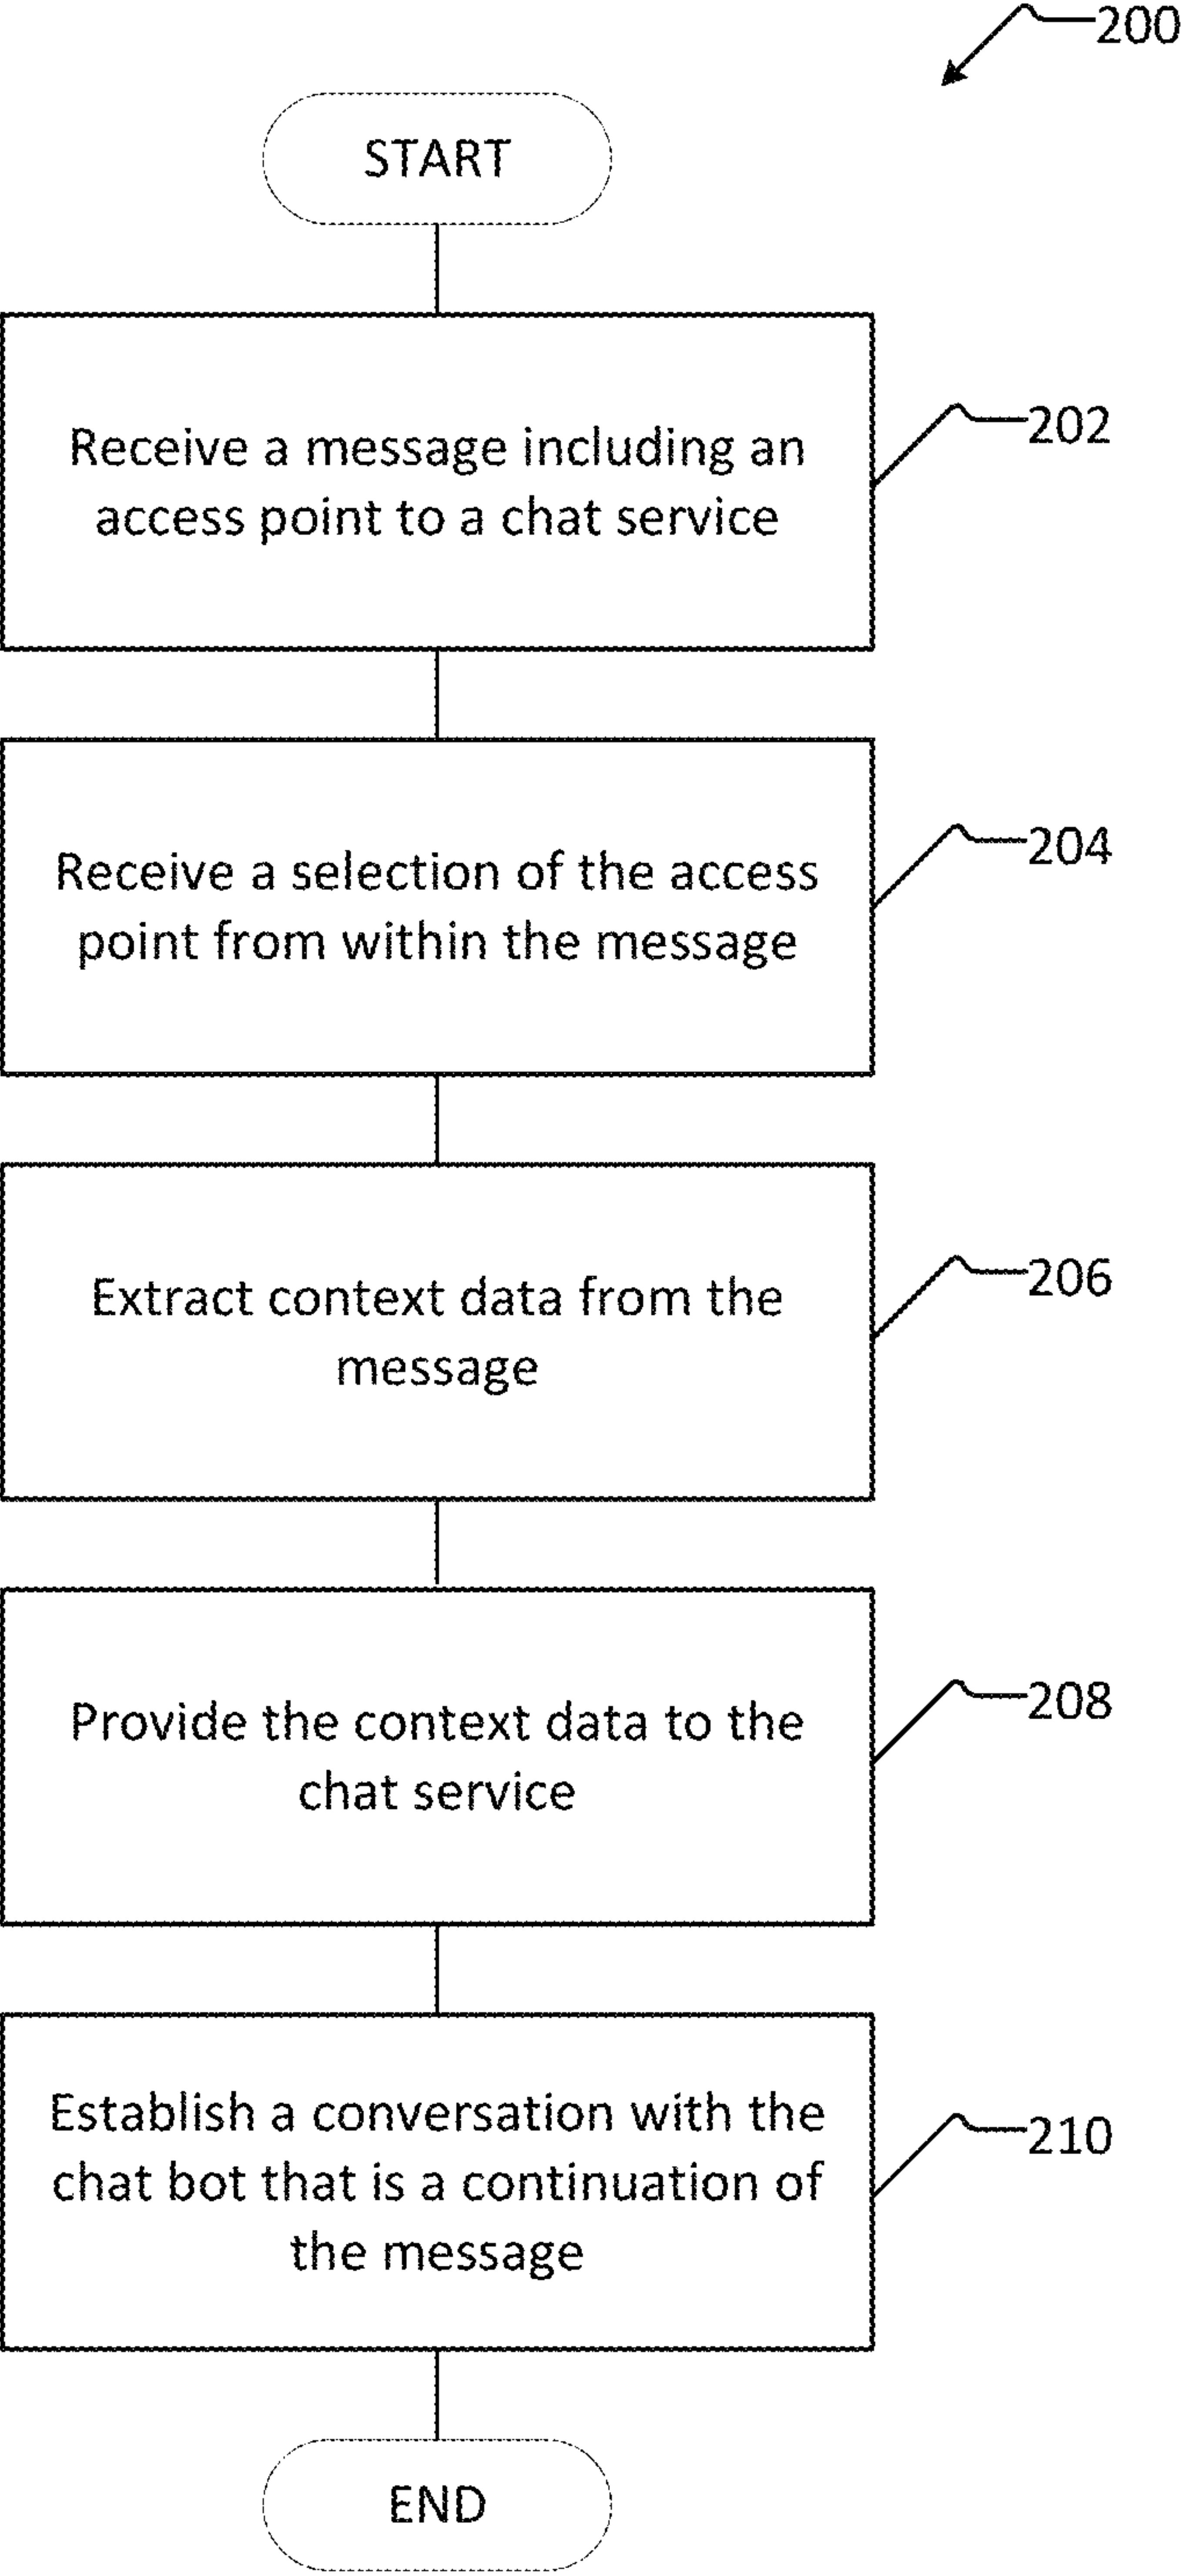 200
START
Receive a message including an
access point to a chat service
202
Receive a selection of the access
point from within the message
204
Extract context data from the
message
206
Provide the context data to the
chat service
208
Establish a conversation with the
chat bot that is a continuation of
the message
210
END